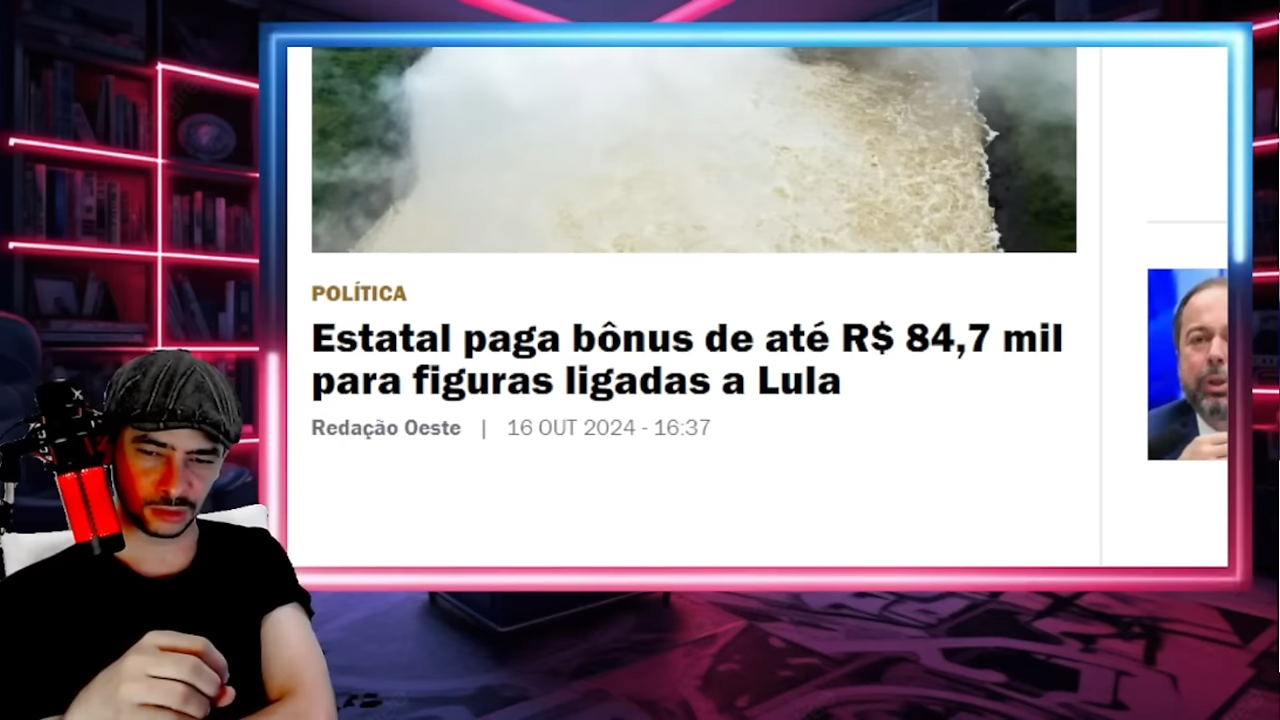 POLÍTICA
Estatal paga bônus de até R$ 84,7 mil
para figuras ligadas a Lula
Redação Oeste | 16 OUT 2024 - 16:37